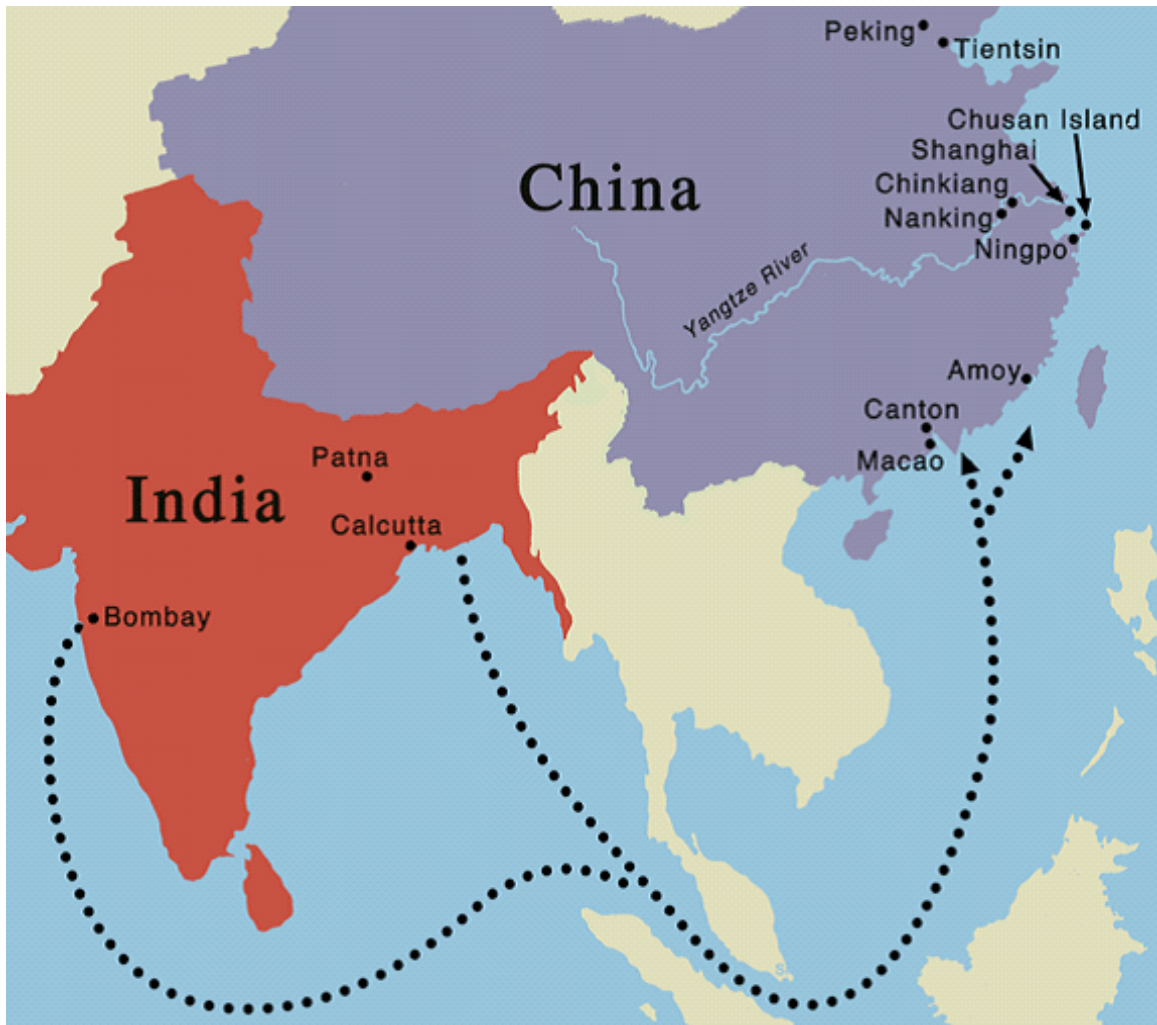 Peking
Tientsin
Chusan Island
Shanghai
China
Chinkiang
Nanking
Ningpo
Yangtze River
Amoy
Canton
Macao
Patna
India
Calcutta
Bombay